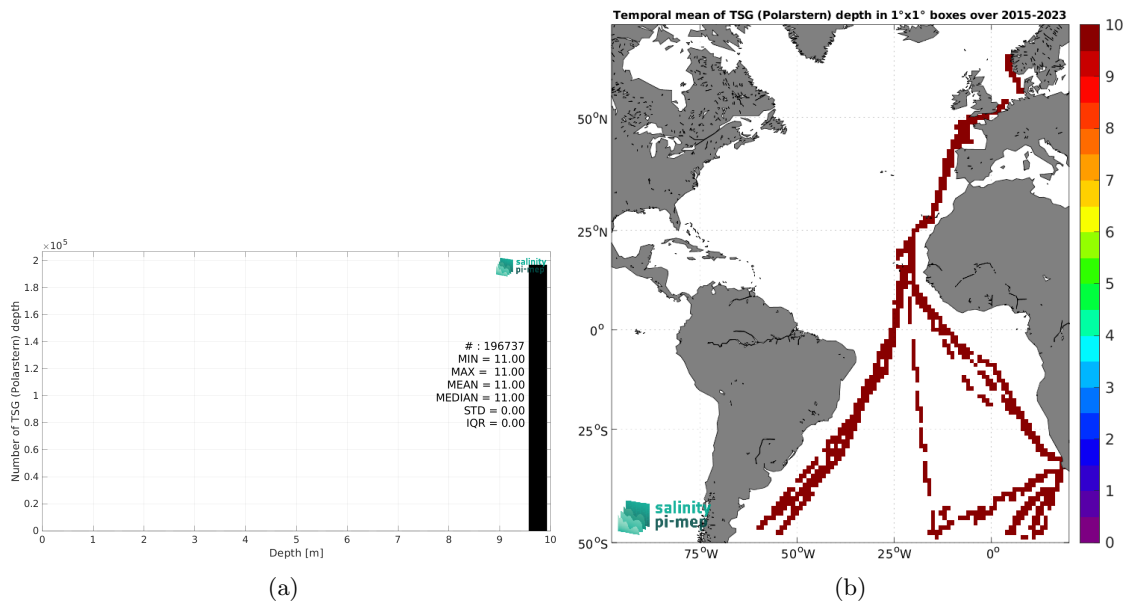 ×10⁵
2
1.8
1.6
1.4
1.2
1
0.8
0.6
0.4
0.2
0
Number of TSG (Polarstern) depth
salinity
pi-mep
# : 196737
MIN = 11.00
MAX = 11.00
MEAN = 11.00
MEDIAN = 11.00
STD = 0.00
IQR = 0.00
0 1 2 3 4 5 6 7 8 9 10
Depth [m]
(a)
Temporal mean of TSG (Polarstern) depth in 1°x1° boxes over 2015-2023
50°N
25°N
0°
25°S
50°S
75°W 50°W 25°W 0°
salinity
pi-mep
10
9
8
7
6
5
4
3
2
1
0
(b)